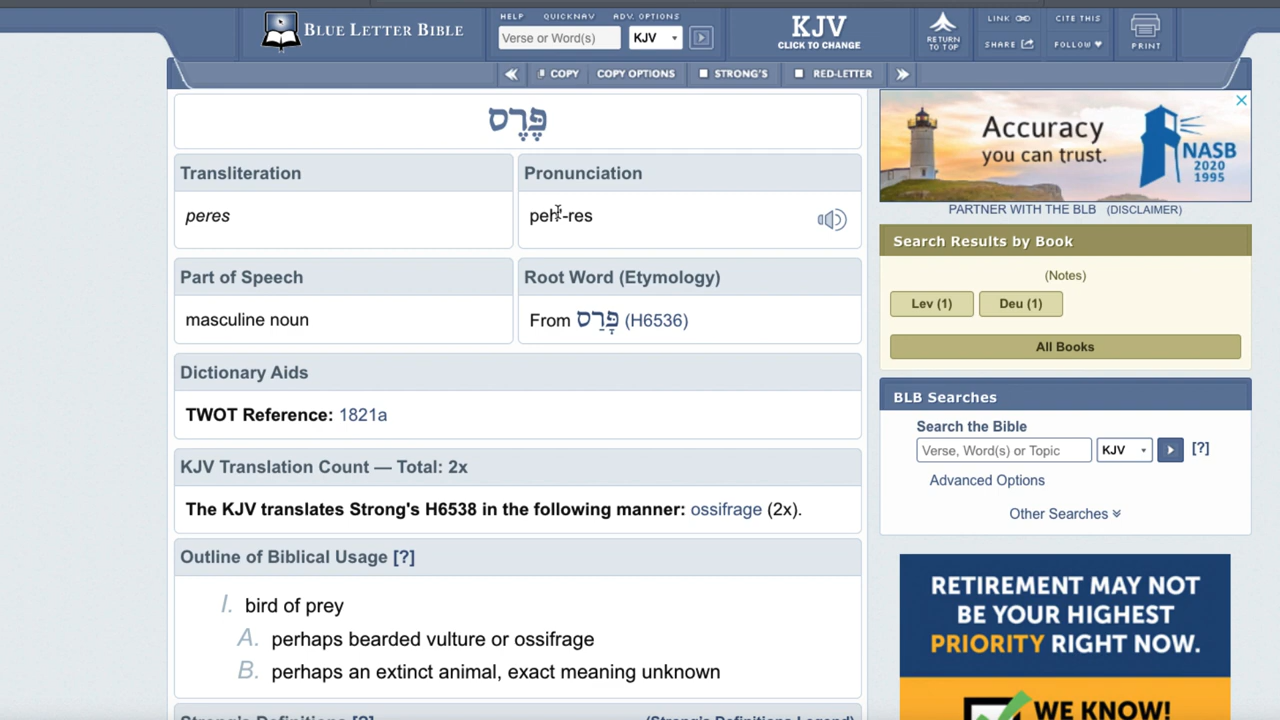 BLUE LETTER BIBLE
HELP QUICKNAV ADV. OPTIONS
Verse or Word(s) KJV
KJV
CLICK TO CHANGE
RETURN
TO TOP
LINK
SHARE
CITE THIS
FOLLOW
PRINT
COPY COPY OPTIONS STRONG'S RED-LETTER
פֶּרֶס
Transliteration
peres
Pronunciation
peh'-res
Part of Speech
masculine noun
Root Word (Etymology)
From פָּרַס (H6536)
Dictionary Aids
TWOT Reference: 1821a
KJV Translation Count — Total: 2x
The KJV translates Strong's H6538 in the following manner: ossifrage (2x).
Outline of Biblical Usage [?]
I. bird of prey
A. perhaps bearded vulture or ossifrage
B. perhaps an extinct animal, exact meaning unknown
Strong's Definitions [?] (Strong's Definitions Legend)
Accuracy
you can trust.
NASB
2020
1995
PARTNER WITH THE BLB (DISCLAIMER)
Search Results by Book
(Notes)
Lev (1) Deu (1)
All Books
BLB Searches
Search the Bible
Verse, Word(s) or Topic KJV [?]
Advanced Options
Other Searches
RETIREMENT MAY NOT
BE YOUR HIGHEST
PRIORITY RIGHT NOW.
WE KNOW!